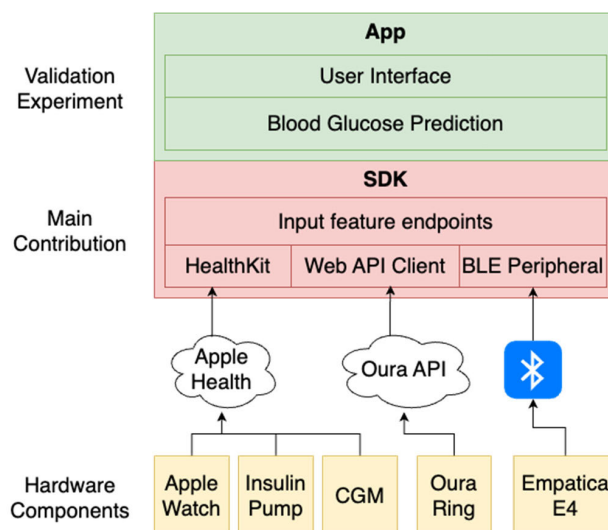 App
Validation
Experiment
User Interface
Blood Glucose Prediction
SDK
Main
Contribution
Input feature endpoints
HealthKit
Web API Client
BLE Peripheral
Apple
Health
Oura API
Hardware
Components
Apple
Watch
Insulin
Pump
CGM
Oura
Ring
Empatica
E4